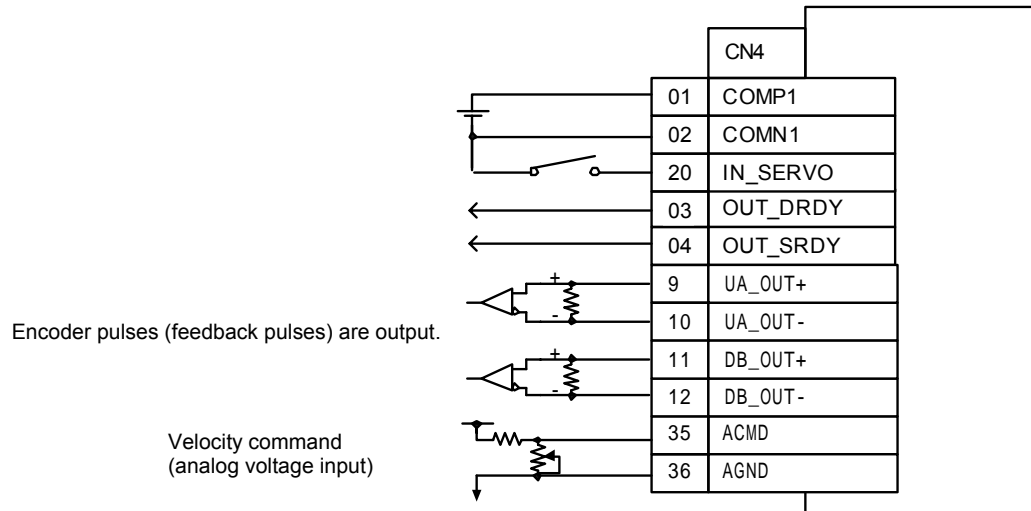 CN4
01 COMP1
02 COMN1
20 IN_SERVO
03 OUT_DRDY
04 OUT_SRDY
+ 9 UA_OUT+
Encoder pulses (feedback pulses) are output.
- 10 UA_OUT-
+ 11 DB_OUT+
- 12 DB_OUT-
Velocity command
(analog voltage input)
35 ACMD
36 AGND